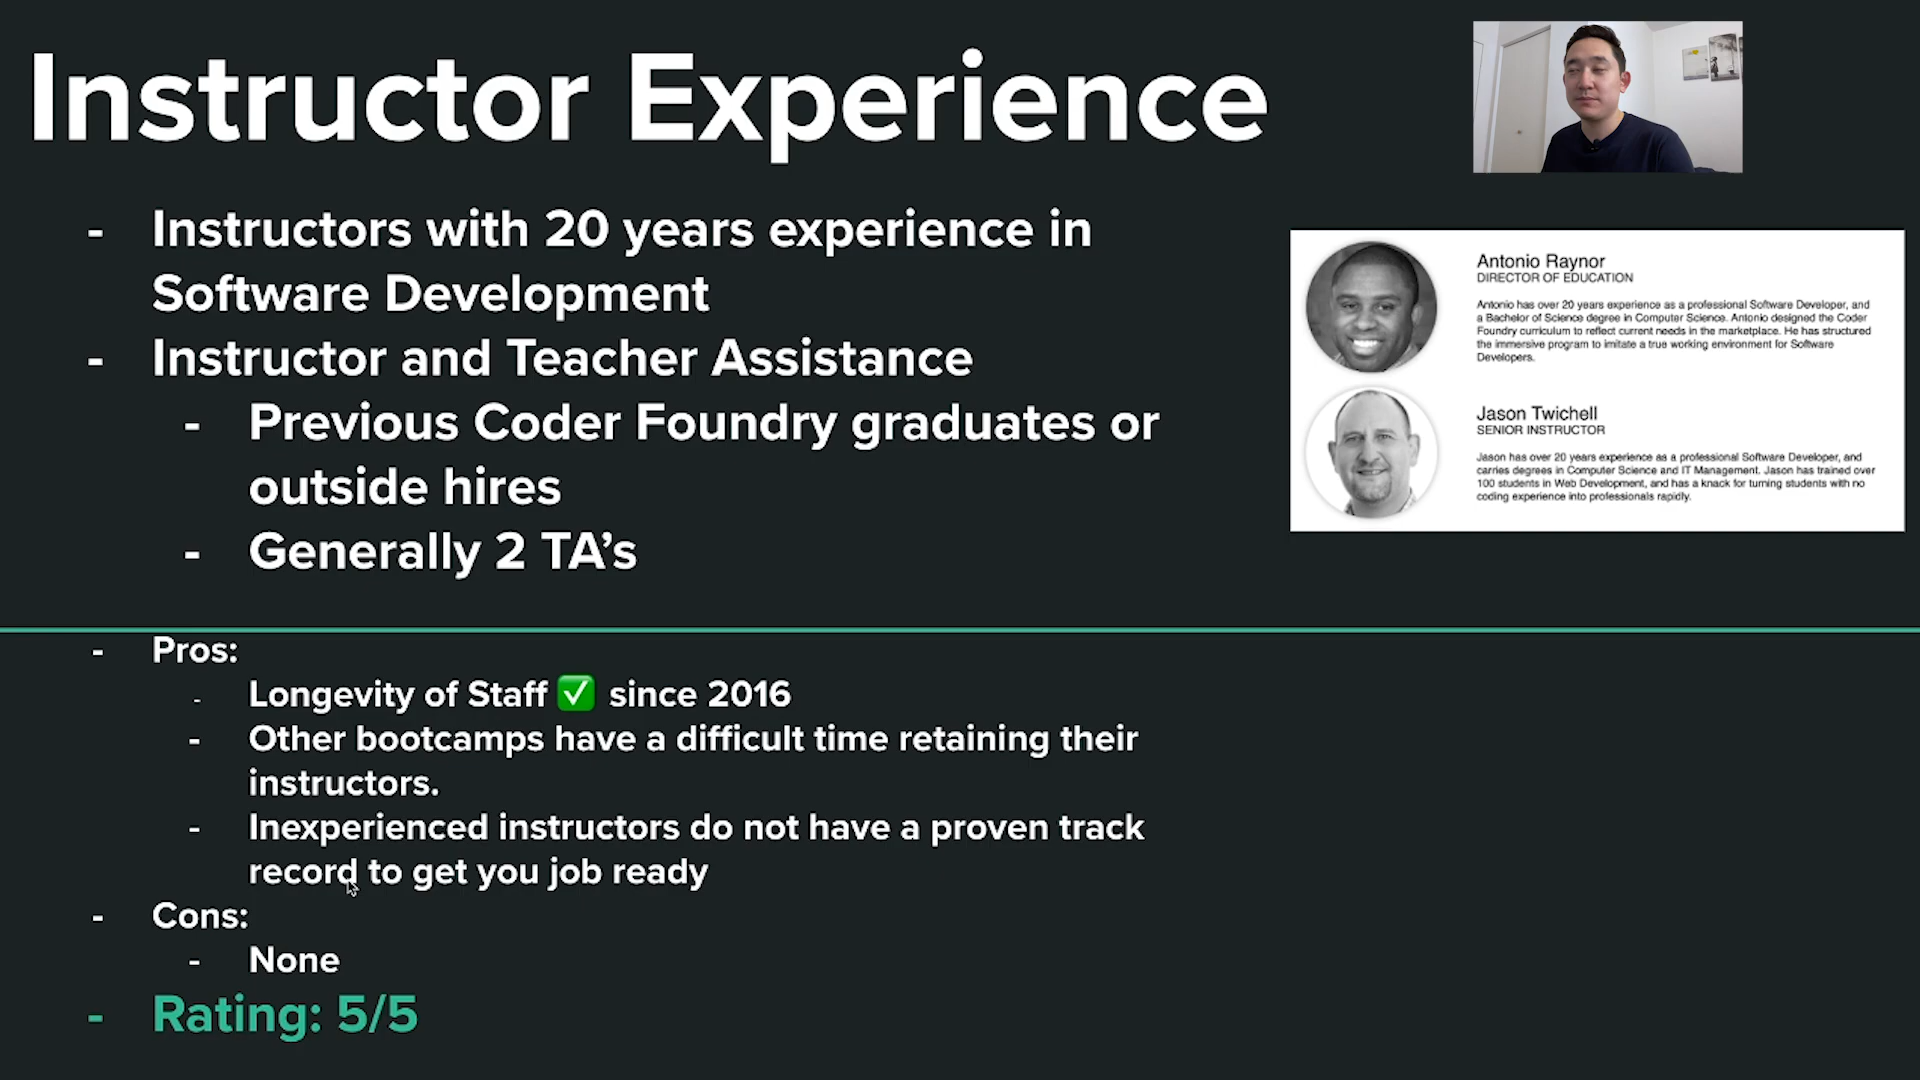 Instructor Experience
- Instructors with 20 years experience in
Software Development
- Instructor and Teacher Assistance
- Previous Coder Foundry graduates or
outside hires
- Generally 2 TA’s
Antonio Raynor
DIRECTOR OF EDUCATION
Antonio has over 20 years experience as a professional Software Developer, and
a Bachelor of Science degree in Computer Science. Antonio designed the Coder
Foundry curriculum to reflect current needs in the marketplace. He has structured
the immersive program to imitate a true working environment for Software
Developers.
Jason Twichell
SENIOR INSTRUCTOR
Jason has over 20 years experience as a professional Software Developer, and
carries degrees in Computer Science and IT Management. Jason has trained over
100 students in Web Development, and has a knack for turning students with no
coding experience into professionals rapidly.
- Pros:
- Longevity of Staff ✅ since 2016
- Other bootcamps have a difficult time retaining their
instructors.
- Inexperienced instructors do not have a proven track
record to get you job ready
- Cons:
- None
- Rating: 5/5